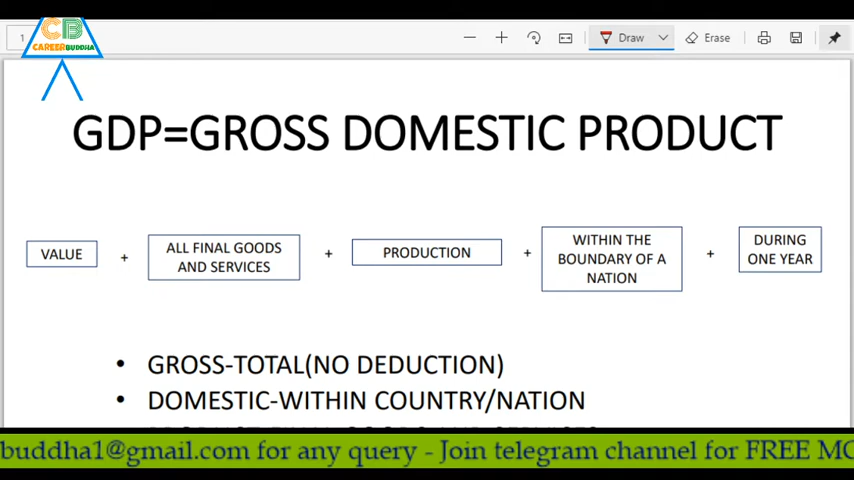 CB
CAREERBUDDHA
1
Draw
Erase
GDP=GROSS DOMESTIC PRODUCT
VALUE
+
ALL FINAL GOODS
AND SERVICES
+
PRODUCTION
+
WITHIN THE
BOUNDARY OF A
NATION
+
DURING
ONE YEAR
• GROSS-TOTAL(NO DEDUCTION)
• DOMESTIC-WITHIN COUNTRY/NATION
buddha1@gmail.com for any query - Join telegram channel for FREE MO